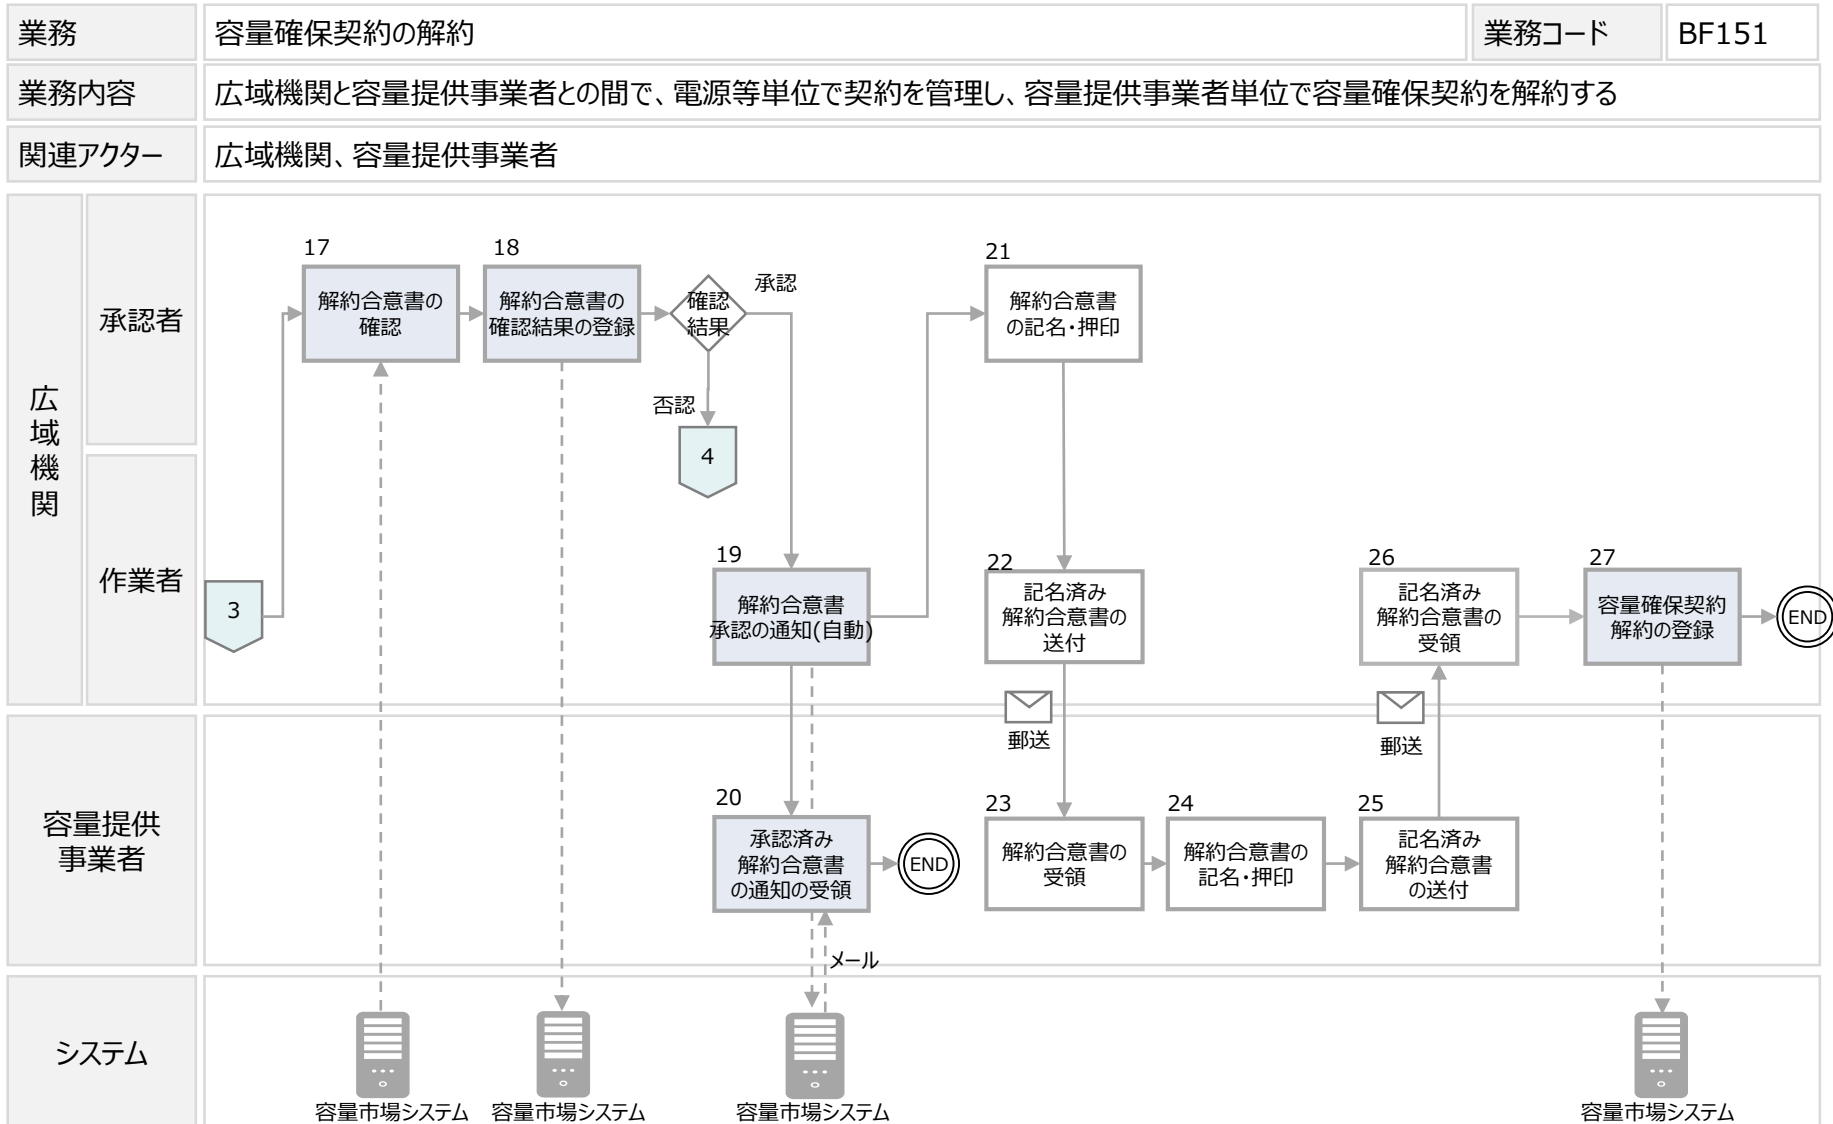 業務
容量確保契約の解約
業務コード
BF151
業務内容
広域機関と容量提供事業者との間で、電源等単位で契約を管理し、容量提供事業者単位で容量確保契約を解約する
関連アクター
広域機関、容量提供事業者
広
域
機
関
承認者
17
解約合意書の
確認
18
解約合意書の
確認結果の登録
確認
結果
承認
否認
4
21
解約合意書
の記名・押印
作業者
3
19
解約合意書
承認の通知(自動)
22
記名済み
解約合意書の
送付
26
記名済み
解約合意書の
受領
27
容量確保契約
解約の登録
END
郵送
郵送
容量提供
事業者
20
承認済み
解約合意書
の通知の受領
END
23
解約合意書の
受領
24
解約合意書の
記名・押印
25
記名済み
解約合意書
の送付
メール
システム
容量市場システム
容量市場システム
容量市場システム
容量市場システム